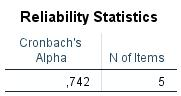 Reliability Statistics
Cronbach's
Alpha N of Items
,742 5